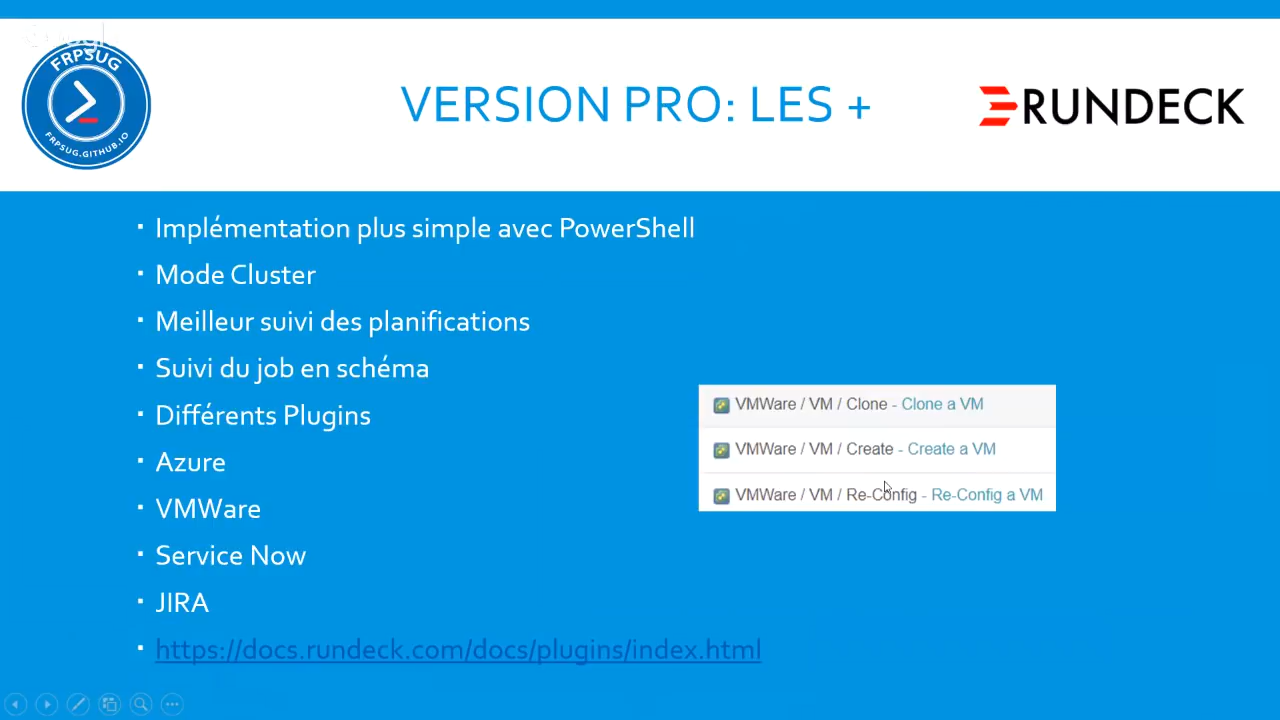 FRPSUG
FRPSUG.GITHUB.IO
VERSION PRO: LES +
RUNDECK
Implémentation plus simple avec PowerShell
Mode Cluster
Meilleur suivi des planifications
Suivi du job en schéma
Différents Plugins
Azure
VMWare
Service Now
JIRA
https://docs.rundeck.com/docs/plugins/index.html
VMWare / VM / Clone - Clone a VM
VMWare / VM / Create - Create a VM
VMWare / VM / Re-Config - Re-Config a VM